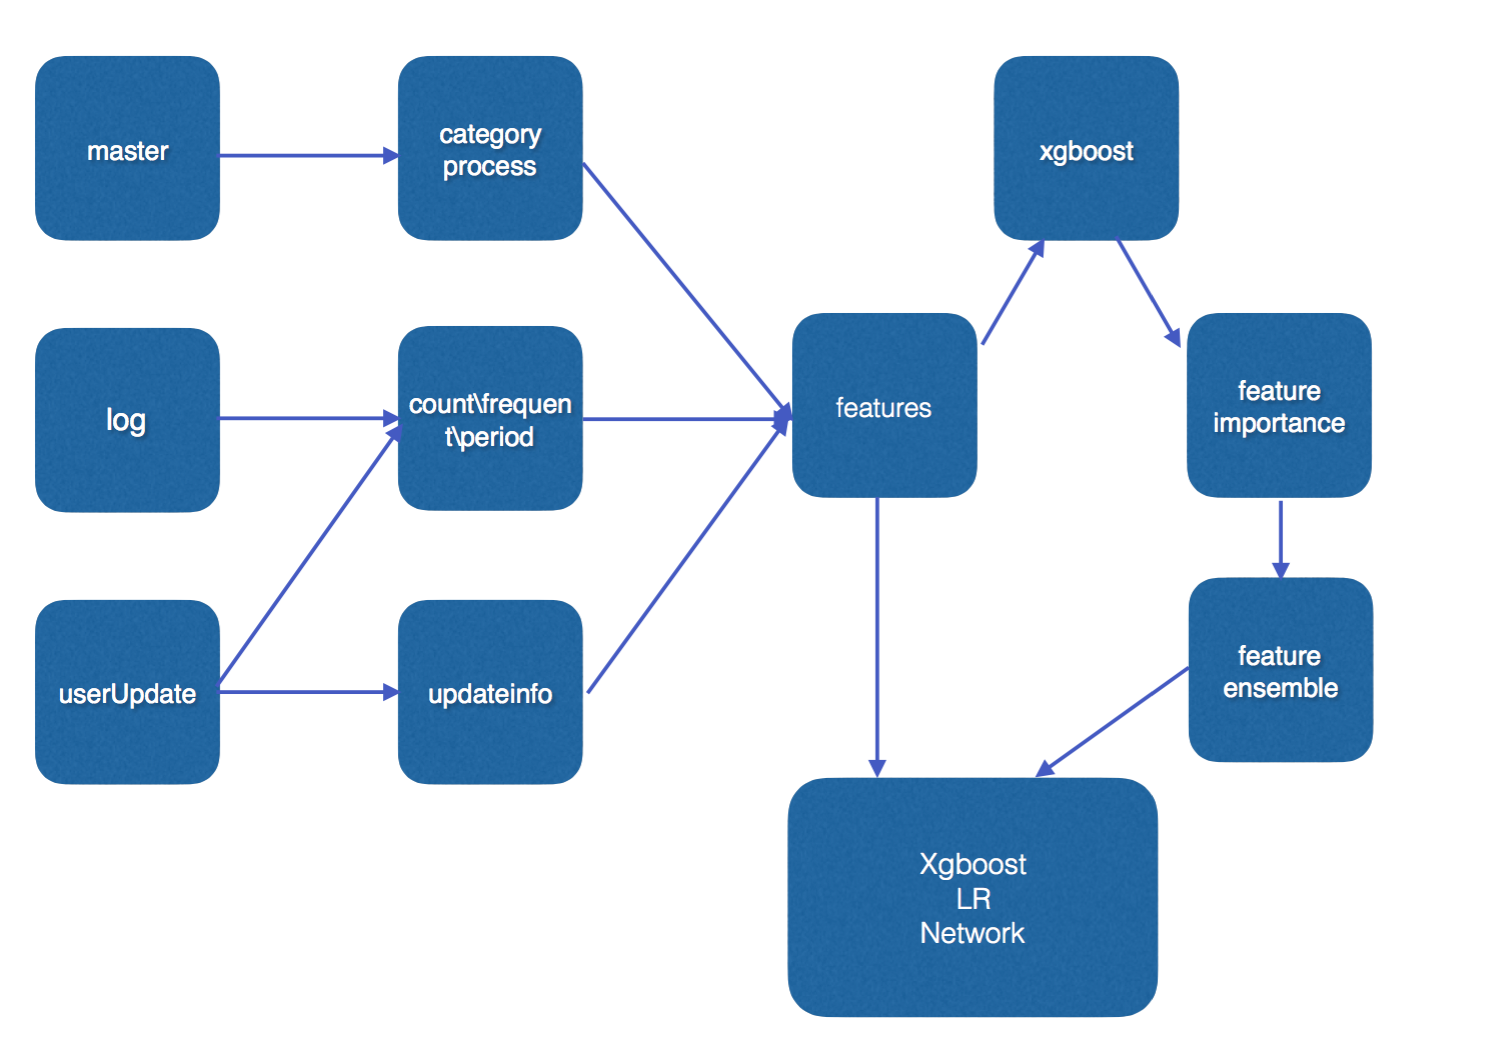 master
category
process
xgboost
log
count\frequen
t\period
features
feature
importance
userUpdate
updateinfo
feature
ensemble
Xgboost
LR
Network